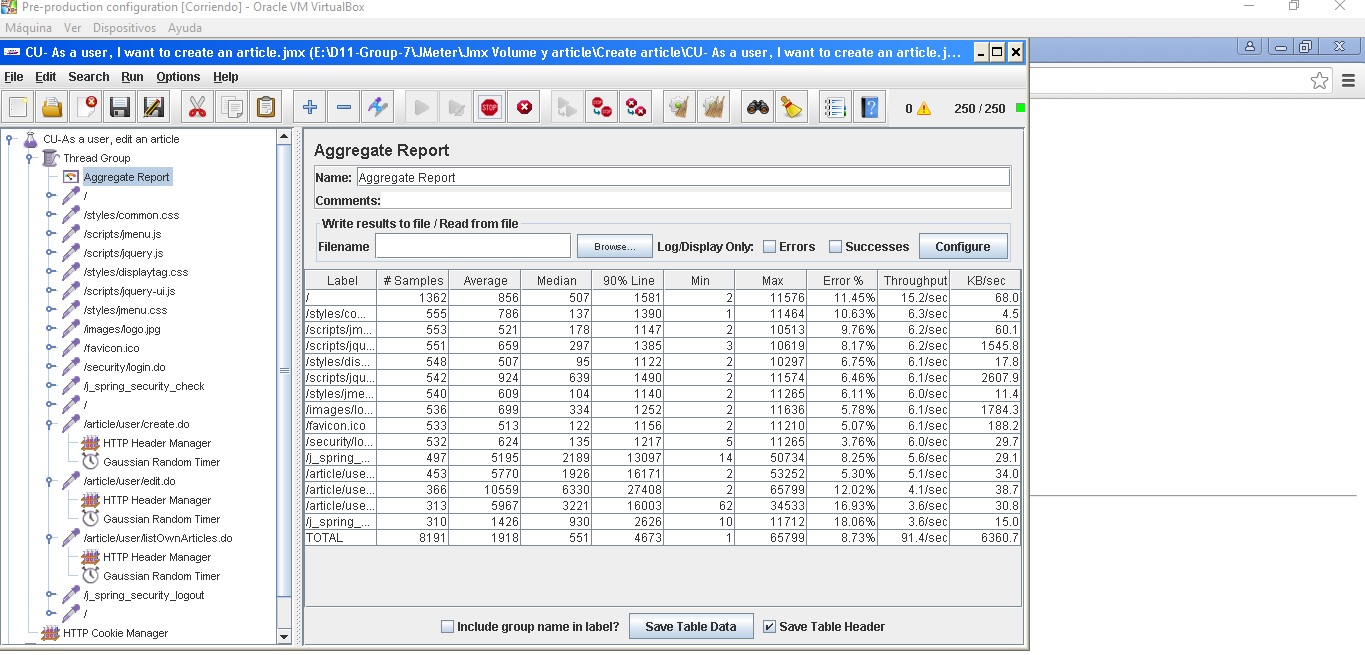 Pre-production configuration [Corriendo] - Oracle VM VirtualBox
Máquina Ver Dispositivos Ayuda
CU- As a user, I want to create an article.jmx (E:\D11-Group-7\JMeter\Jmx Volume y article\Create article\CU- As a user, I want to create an article.j...
File Edit Search Run Options Help
STOP
0 250 / 250
CU-As a user, edit an article
Thread Group
Aggregate Report
/
/styles/common.css
/scripts/jmenu.js
/scripts/jquery.js
/styles/displaytag.css
/scripts/jquery-ui.js
/styles/jmenu.css
/images/logo.jpg
/favicon.ico
/security/login.do
/j_spring_security_check
/
/article/user/create.do
HTTP Header Manager
Gaussian Random Timer
/article/user/edit.do
HTTP Header Manager
Gaussian Random Timer
/article/user/listOwnArticles.do
HTTP Header Manager
Gaussian Random Timer
/j_spring_security_logout
/
HTTP Cookie Manager
Aggregate Report
Name: Aggregate Report
Comments:
Write results to file / Read from file
Filename Browse... Log/Display Only: Errors Successes Configure
Label # Samples Average Median 90% Line Min Max Error % Throughput KB/sec
/ 1362 856 507 1581 2 11576 11.45% 15.2/sec 68.0
/styles/co... 555 786 137 1390 1 11464 10.63% 6.3/sec 4.5
/scripts/jm... 553 521 178 1147 2 10513 9.76% 6.2/sec 60.1
/scripts/jqu... 551 659 297 1385 3 10619 8.17% 6.2/sec 1545.8
/styles/dis... 548 507 95 1122 2 10297 6.75% 6.1/sec 17.8
/scripts/jqu... 542 924 639 1490 2 11574 6.46% 6.1/sec 2607.9
/styles/jme... 540 609 104 1140 2 11265 6.11% 6.0/sec 11.4
/images/lo... 536 699 334 1252 2 11636 5.78% 6.1/sec 1784.3
/favicon.ico 533 513 122 1156 2 11210 5.07% 6.1/sec 188.2
/security/lo... 532 624 135 1217 5 11265 3.76% 6.0/sec 29.7
/j_spring_... 497 5195 2189 13097 14 50734 8.25% 5.6/sec 29.1
/article/use... 453 5770 1926 16171 2 53252 5.30% 5.1/sec 34.0
/article/use... 366 10559 6330 27408 2 65799 12.02% 4.1/sec 38.7
/article/use... 313 5967 3221 16003 62 34533 16.93% 3.6/sec 30.8
/j_spring_... 310 1426 930 2626 10 11712 18.06% 3.6/sec 15.0
TOTAL 8191 1918 551 4673 1 65799 8.73% 91.4/sec 6360.7
Include group name in label? Save Table Data Save Table Header